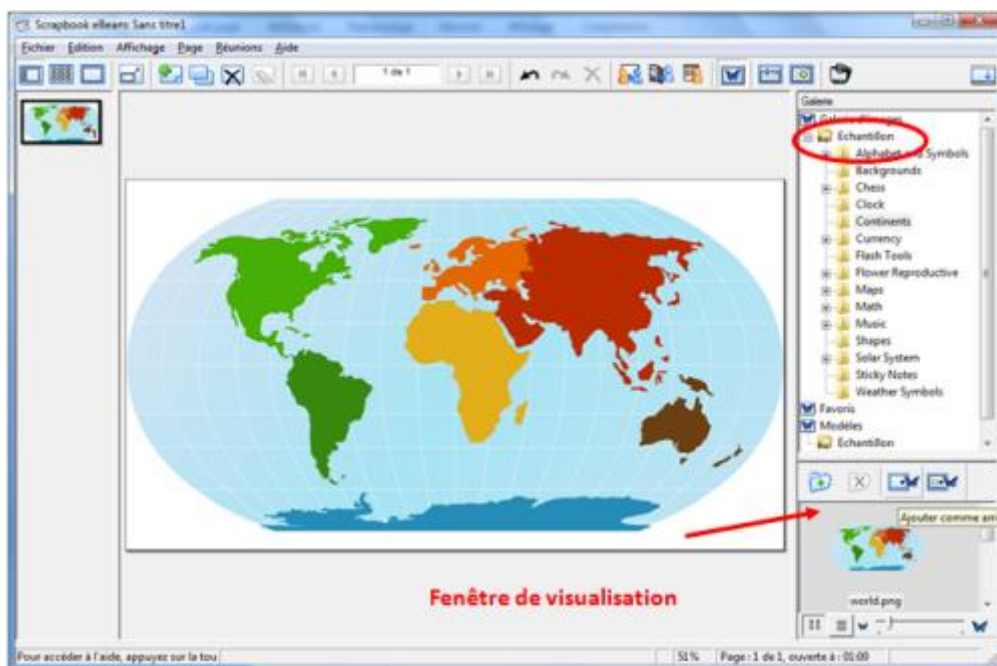 Scrapbook eBeam: Sans titre1
Fichier Edition Affichage Page Réunions Aide
1 de 1
Galerie
Galerie d'images
Echantillon
Alphabet and Symbols
Backgrounds
Chess
Clock
Continents
Currency
Flash Tools
Flower Reproductive
Maps
Math
Music
Shapes
Solar System
Sticky Notes
Weather Symbols
Favoris
Modèles
Echantillon
Ajouter comme arri
Fenêtre de visualisation
world.png
Pour accéder à l'aide, appuyez sur la tou
51%
Page : 1 de 1, ouverte à : 01:00